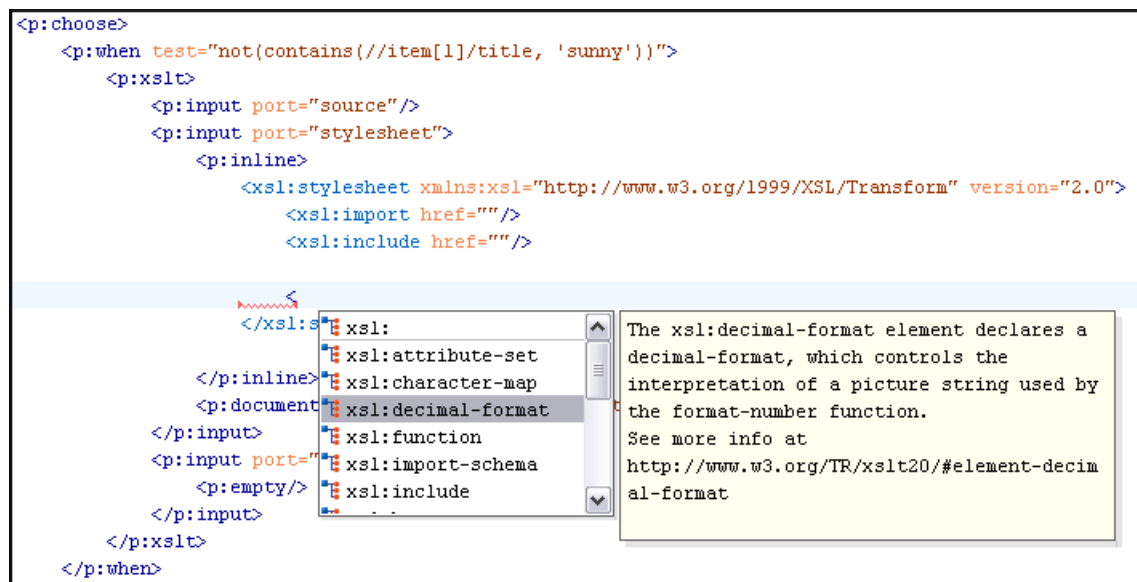 <p:choose>
<p:when test="not(contains(//item[1]/title, 'sunny'))">
<p:xslt>
<p:input port="source"/>
<p:input port="stylesheet">
<p:inline>
<xsl:stylesheet xmlns:xsl="http://www.w3.org/1999/XSL/Transform" version="2.0">
<xsl:import href=""/>
<xsl:include href=""/>
<
</xsl:s
</p:inline>
<p:document
</p:input>
<p:input port="
<p:empty/>
</p:input>
</p:xslt>
</p:when>
xsl:
xsl:attribute-set
xsl:character-map
xsl:decimal-format
xsl:function
xsl:import-schema
xsl:include
The xsl:decimal-format element declares a
decimal-format, which controls the
interpretation of a picture string used by
the format-number function.
See more info at
http://www.w3.org/TR/xslt20/#element-decim
al-format